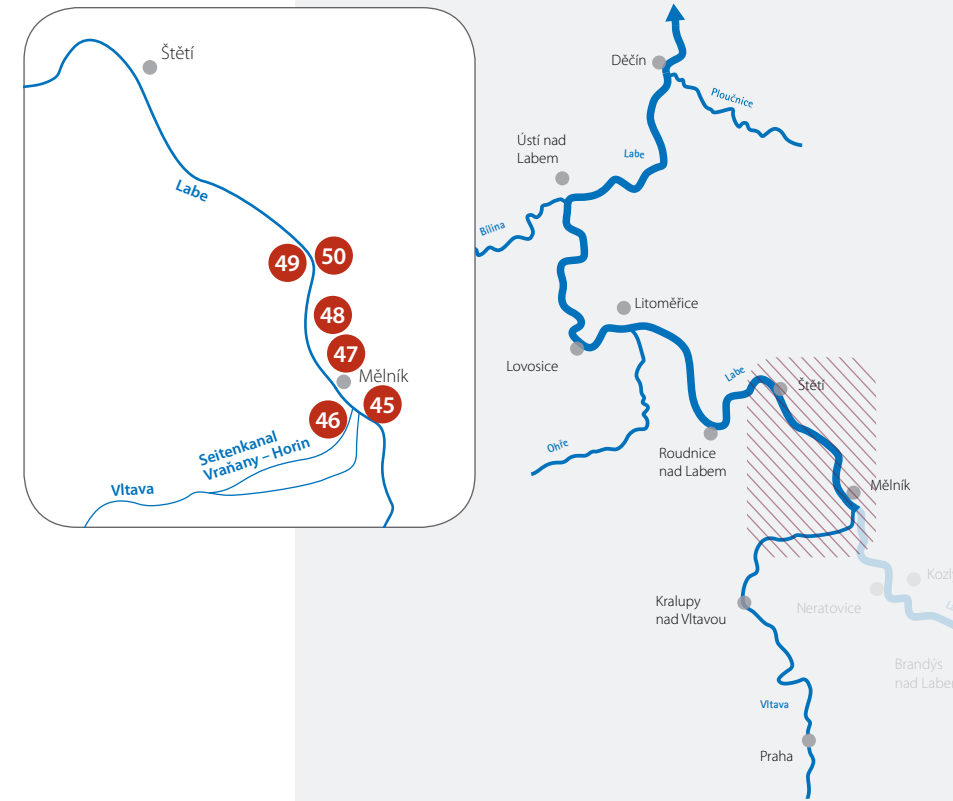 Štětí
Labe
49
50
48
47
Mělník
46
45
Seitenkanal
Vraňany – Horin
Vltava
Děčín
Ploučnice
Ústí nad
Labem
Labe
Bílina
Litoměřice
Lovosice
Labe
Štětí
Ohře
Roudnice
nad Labem
Mělník
Kralupy
nad Vltavou
Neratovice
Brandýs
Vltava
Praha